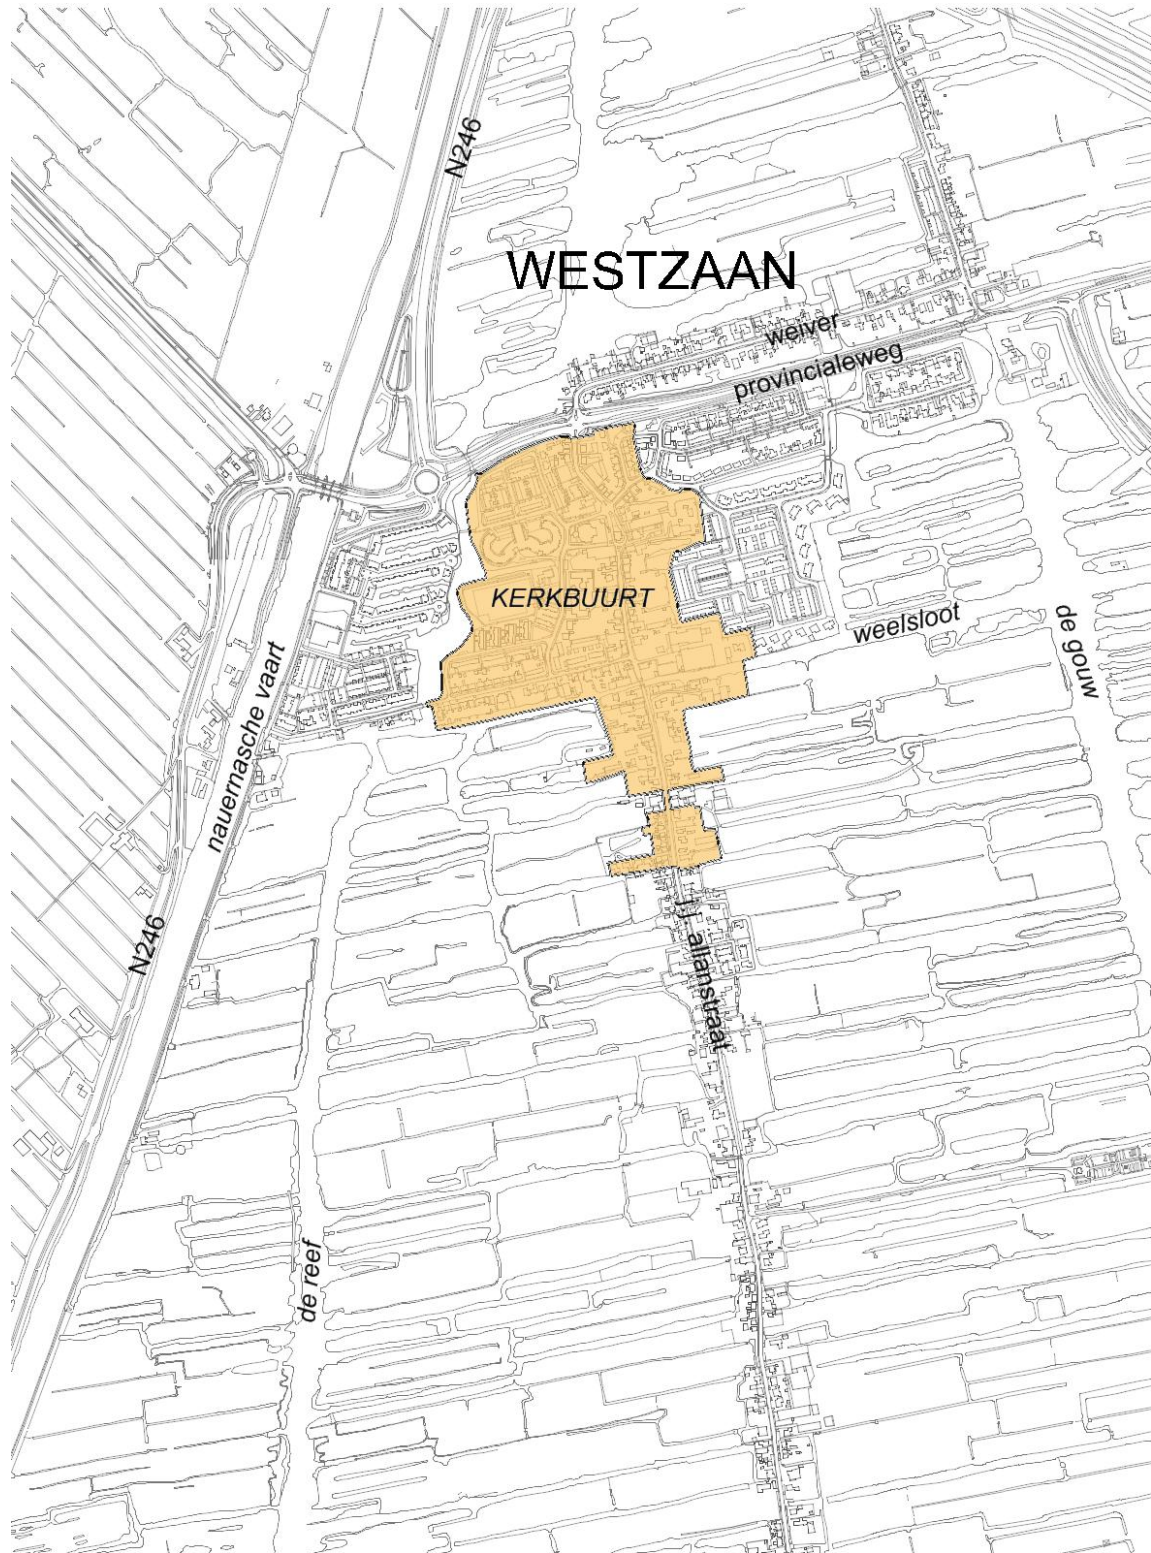 N246
WESTZAAN
weiver
provincialeweg
KERKBUURT
weelsloot
de gouw
nauernasche vaart
N246
j.j. allanstraat
de reef